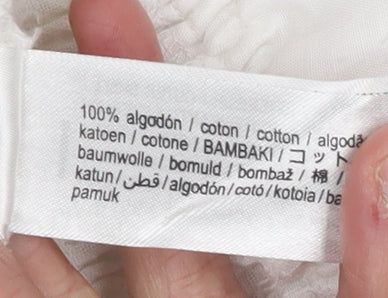 100% algodón / coton / cotton / algodã
katoen / cotone / BAMBAKI / コット
baumwolle / bomuld / bombaž / 棉 /
katun / قطن / algodón / cotó / kotoia / ba
pamuk